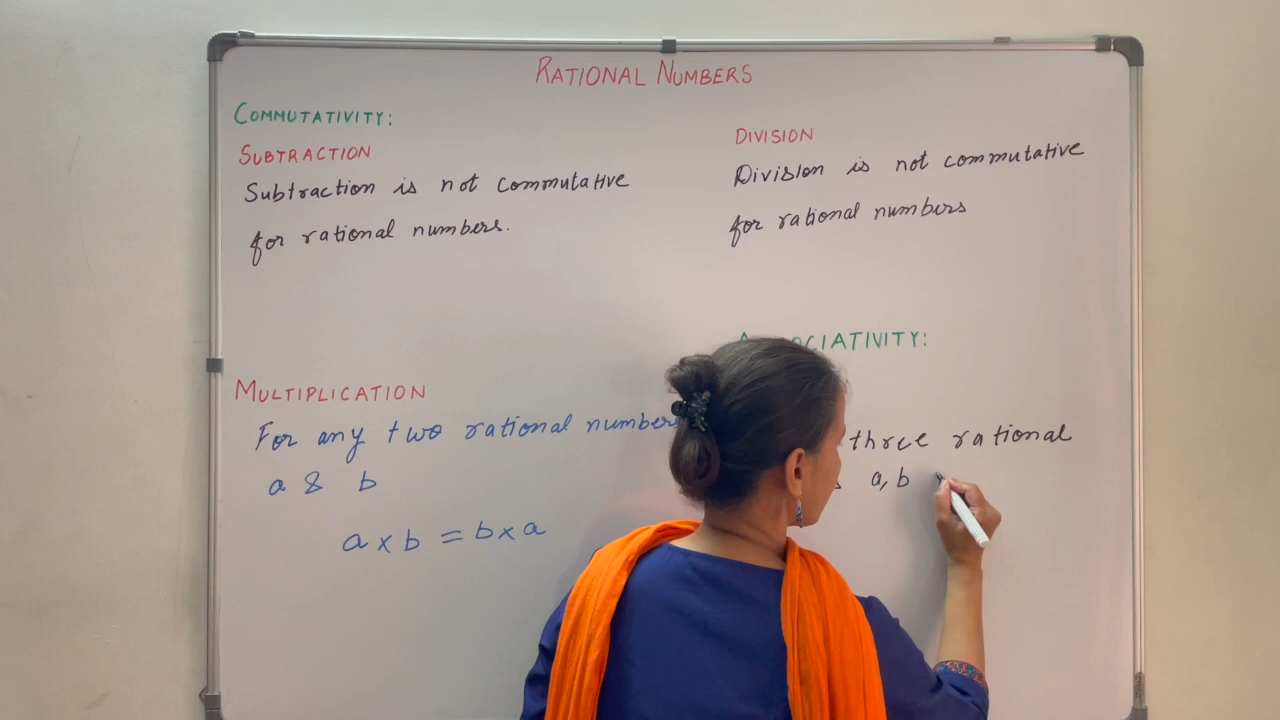 RATIONAL NUMBERS
COMMUTATIVITY:
SUBTRACTION
Subtraction is not commutative
for rational numbers.
MULTIPLICATION
For any two rational numbers
a & b
a x b = b x a
DIVISION
Division is not commutative
for rational numbers
ASSOCIATIVITY:
three rational
a, b